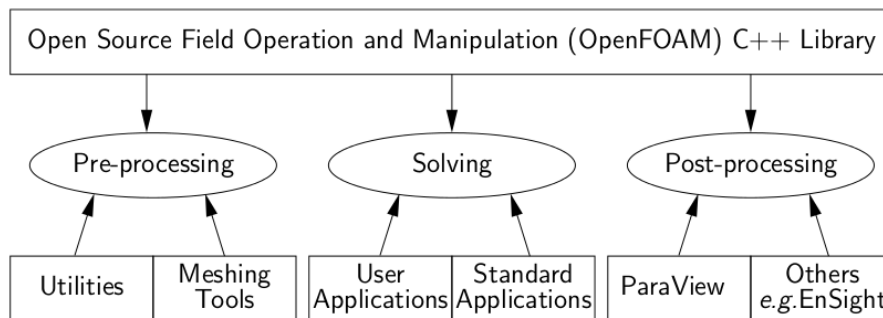 Open Source Field Operation and Manipulation (OpenFOAM) C++ Library
Pre-processing
Solving
Post-processing
Utilities
Meshing
Tools
User
Applications
Standard
Applications
ParaView
Others
e.g.EnSight